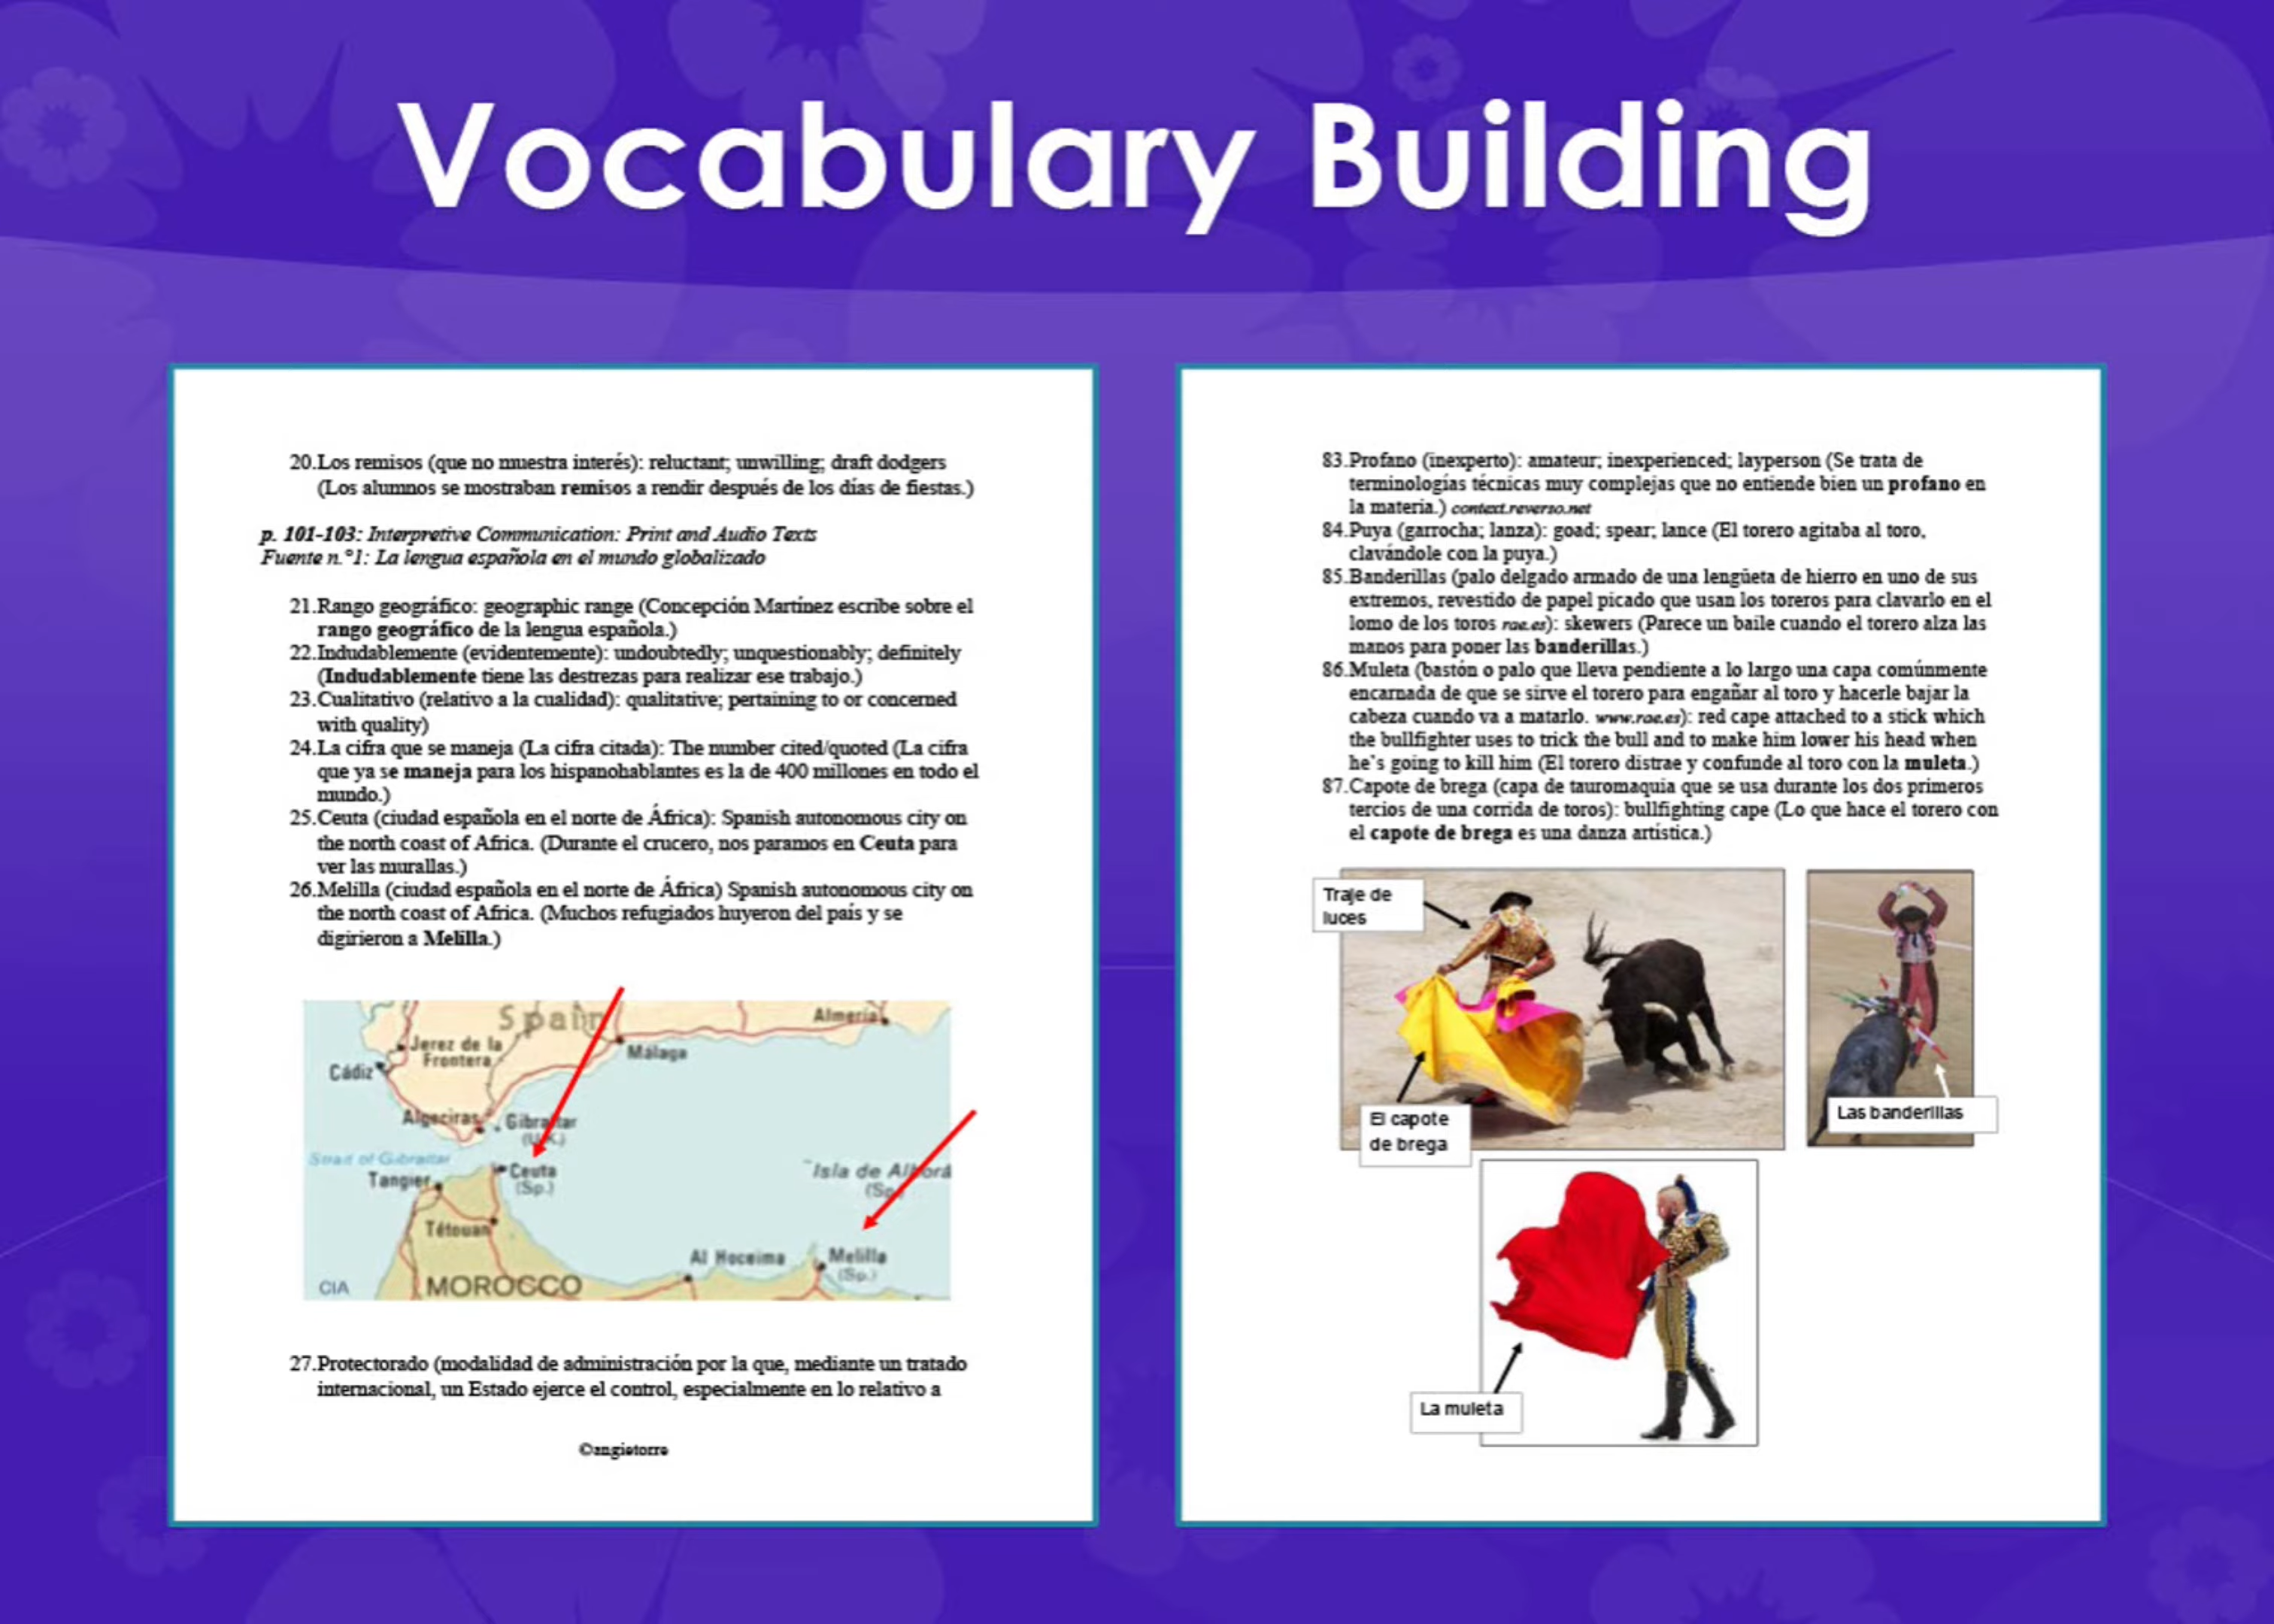 Vocabulary Building
20.Los remisos (que no muestra interés): reluctant; unwilling; draft dodgers
(Los alumnos se mostraban remisos a rendir después de los días de fiestas.)
p. 101-103: Interpretive Communication: Print and Audio Texts
Fuente n.°1: La lengua española en el mundo globalizado
21.Rango geográfico: geographic range (Concepción Martínez escribe sobre el
rango geográfico de la lengua española.)
22.Indudablemente (evidentemente): undoubtedly; unquestionably; definitely
(Indudablemente tiene las destrezas para realizar ese trabajo.)
23.Cualitativo (relativo a la cualidad): qualitative; pertaining to or concerned
with quality)
24.La cifra que se maneja (La cifra citada): The number cited/quoted (La cifra
que ya se maneja para los hispanohablantes es la de 400 millones en todo el
mundo.)
25.Ceuta (ciudad española en el norte de África): Spanish autonomous city on
the north coast of Africa. (Durante el crucero, nos paramos en Ceuta para
ver las murallas.)
26.Melilla (ciudad española en el norte de África) Spanish autonomous city on
the north coast of Africa. (Muchos refugiados huyeron del país y se
digirieron a Melilla.)
Spain
Almería
Jerez de la
Frontera
Málaga
Cádiz
Algeciras
Gibraltar
(U.K.)
Strait of Gibraltar
Ceuta
(Sp.)
Tangier
Isla de Alborá
(Sp.
Tétouan
Al Hoceima
Melilla
(Sp.)
CIA
MOROCCO
27.Protectorado (modalidad de administración por la que, mediante un tratado
internacional, un Estado ejerce el control, especialmente en lo relativo a
©angietorre
83.Profano (inexperto): amateur; inexperienced; layperson (Se trata de
terminologías técnicas muy complejas que no entiende bien un profano en
la materia.) context.reverso.net
84.Puya (garrocha; lanza): goad; spear; lance (El torero agitaba al toro,
clavándole con la puya.)
85.Banderillas (palo delgado armado de una lengüeta de hierro en uno de sus
extremos, revestido de papel picado que usan los toreros para clavarlo en el
lomo de los toros rae.es): skewers (Parece un baile cuando el torero alza las
manos para poner las banderillas.)
86.Muleta (bastón o palo que lleva pendiente a lo largo una capa comúnmente
encarnada de que se sirve el torero para engañar al toro y hacerle bajar la
cabeza cuando va a matarlo. www.rae.es): red cape attached to a stick which
the bullfighter uses to trick the bull and to make him lower his head when
he's going to kill him (El torero distrae y confunde al toro con la muleta.)
87.Capote de brega (capa de tauromaquia que se usa durante los dos primeros
tercios de una corrida de toros): bullfighting cape (Lo que hace el torero con
el capote de brega es una danza artística.)
Traje de
luces
El capote
de brega
Las banderillas
La muleta